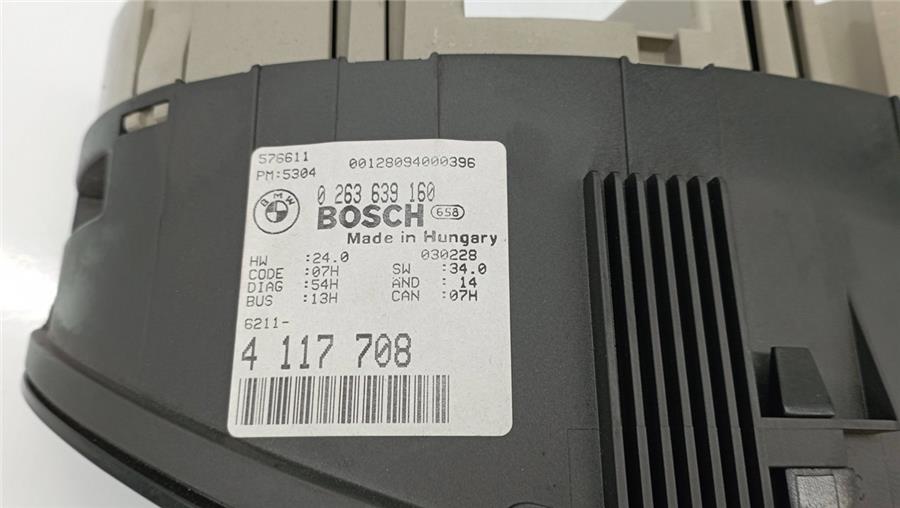 576611 00128094000396
PM:5304
BMW 0 263 639 160
BOSCH 658
Made in Hungary
HW :24.0 030228
CODE :07H SW :34.0
DIAG :54H AND : 14
BUS :13H CAN :07H
6211-
4 117 708